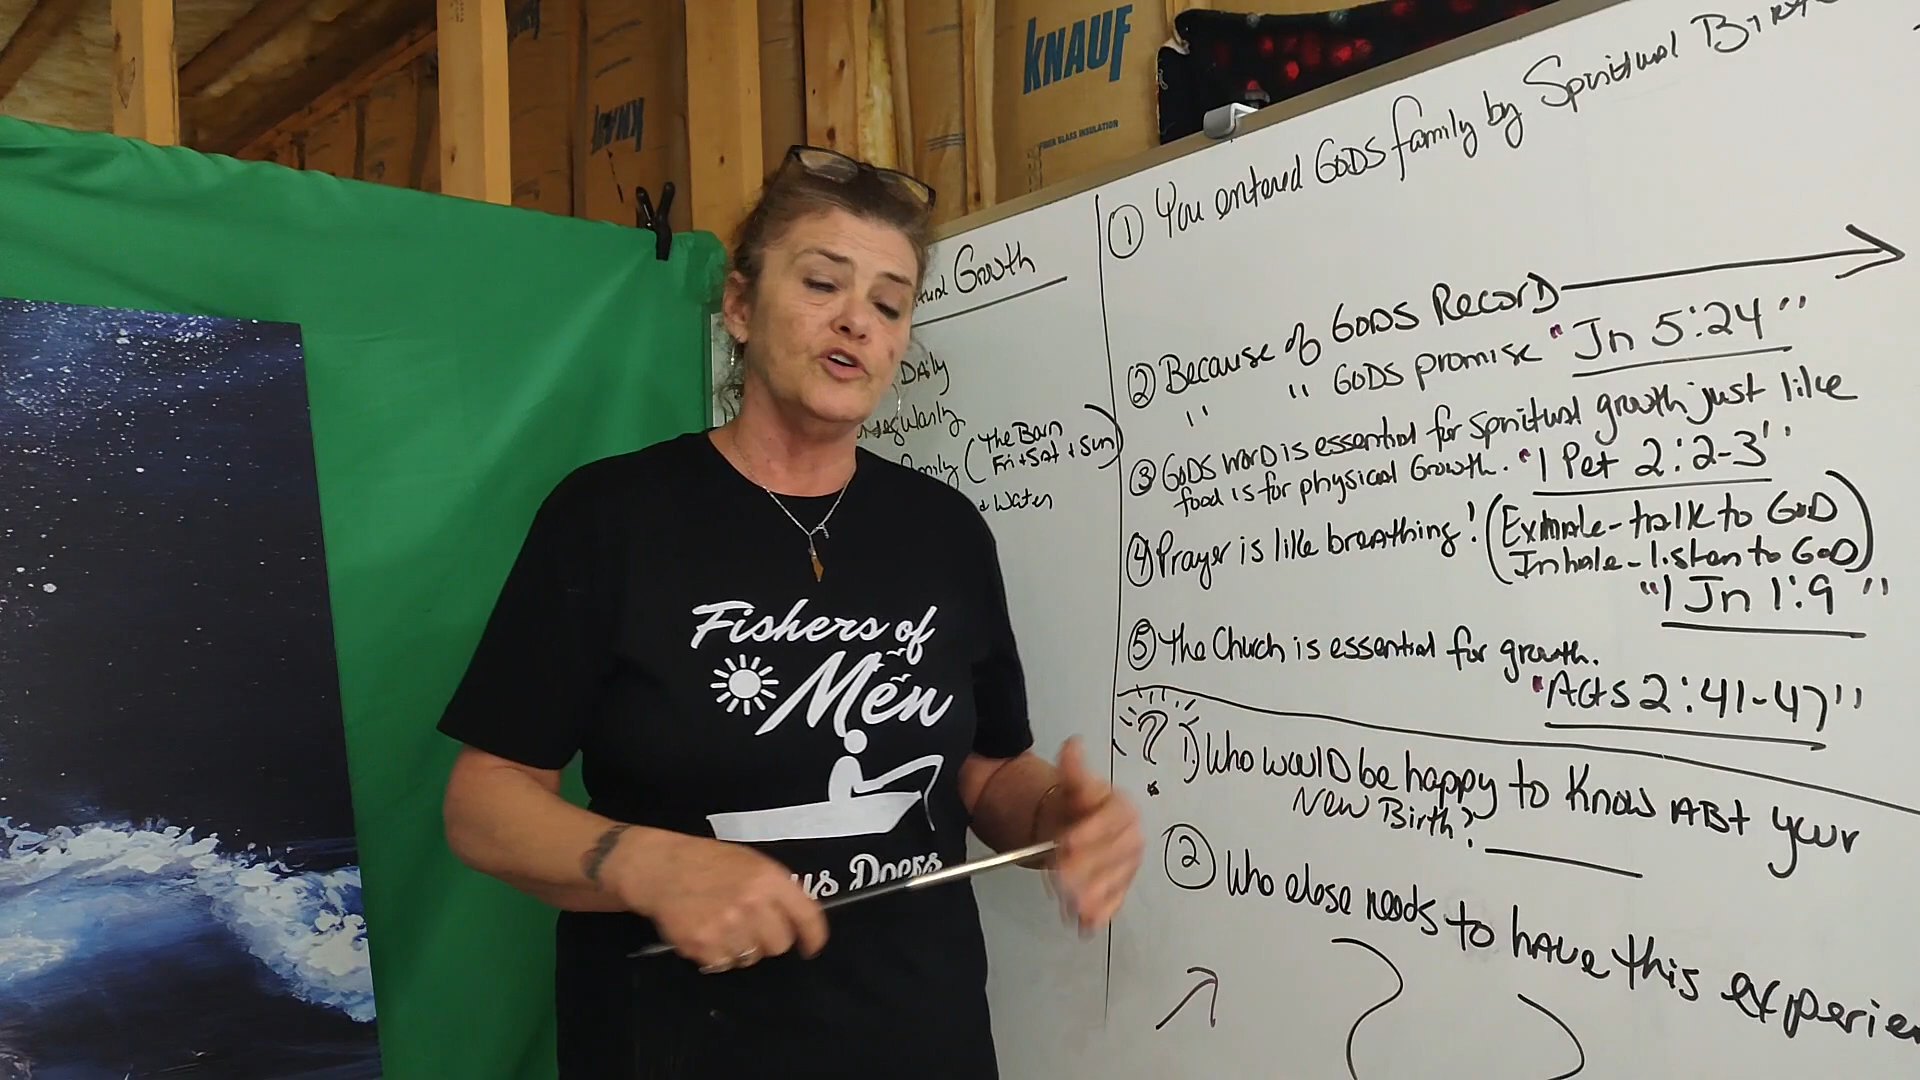 KNAUF
FIBER GLASS INSULATION
KNAUF
Growth
DAily
regularly
(The Barn
Fri + Sat + Sun)
Water
① You entered GODS family by Spiritual Birth
② Because of GODS RecorD
" " GODS promise "Jn 5:24"
③ GODS worD is essential for Spiritual growth just like
food is for physical Growth. "1 Pet 2:2-3"
④ Prayer is like breathing! (Exhale-talk to GOD
Inhale-listen to GOD)
"1 Jn 1:9"
⑤ The Church is essential for growth.
"Acts 2:41-47"
? 1) Who woulD be happy to Know ABt your
New Birth?
② Who else needs to hAve this experien
Fishers of
Men
Doers